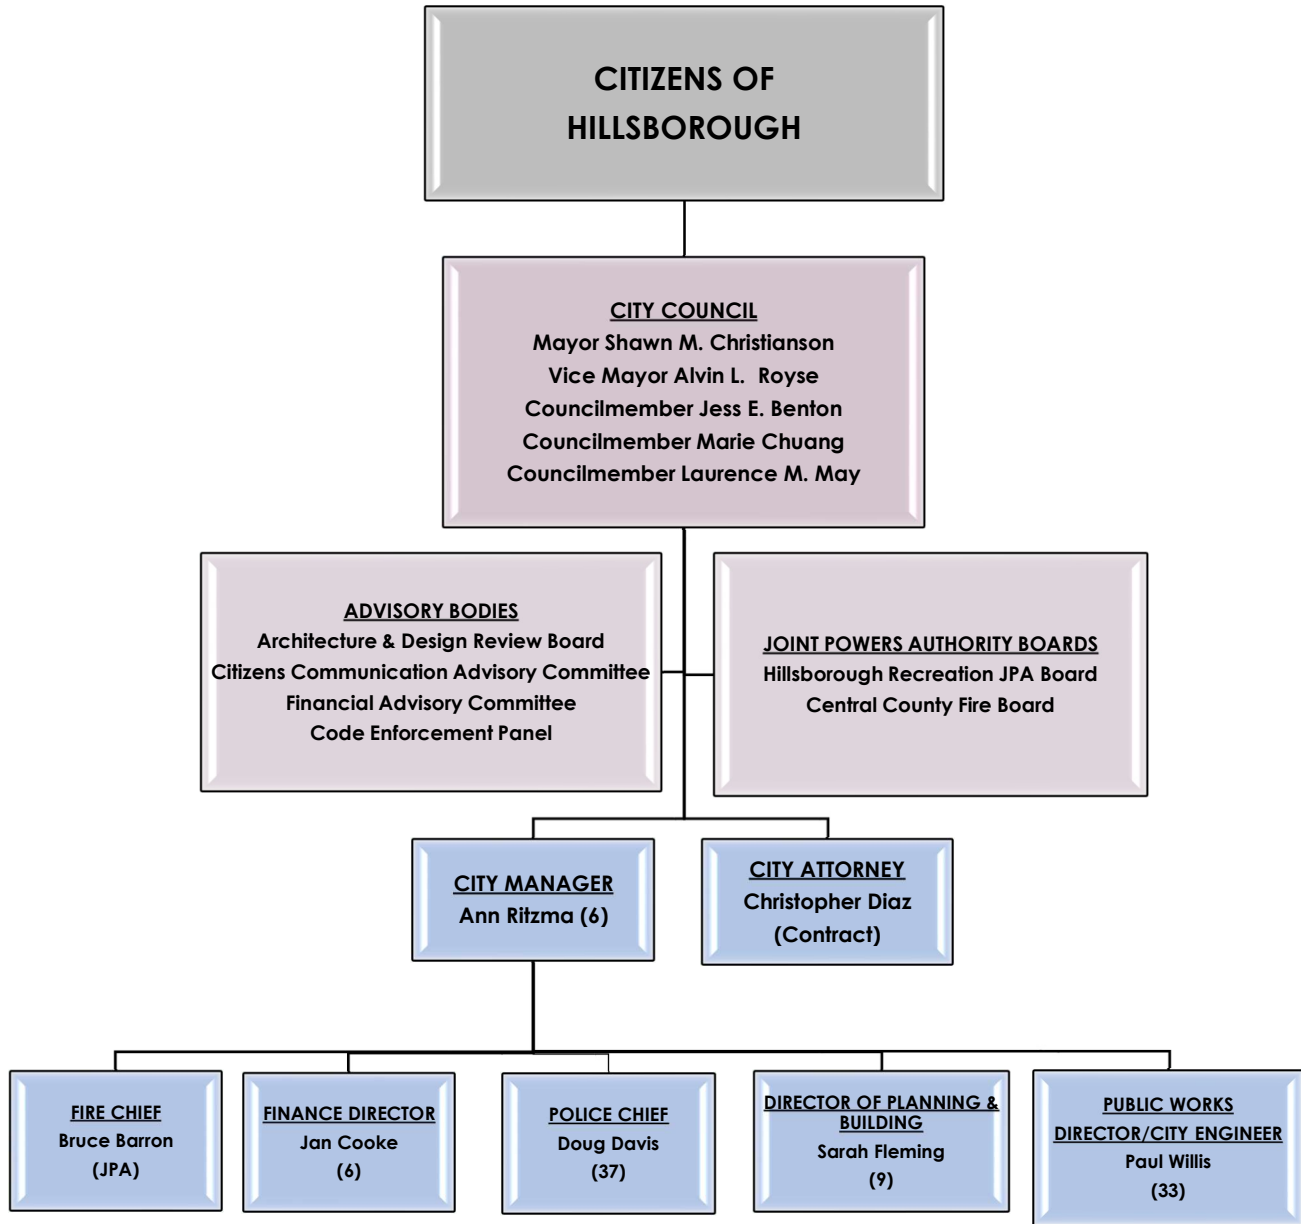 CITIZENS OF
HILLSBOROUGH
CITY COUNCIL
Mayor Shawn M. Christianson
Vice Mayor Alvin L. Royse
Councilmember Jess E. Benton
Councilmember Marie Chuang
Councilmember Laurence M. May
ADVISORY BODIES
Architecture & Design Review Board
Citizens Communication Advisory Committee
Financial Advisory Committee
Code Enforcement Panel
JOINT POWERS AUTHORITY BOARDS
Hillsborough Recreation JPA Board
Central County Fire Board
CITY MANAGER
Ann Ritzma (6)
CITY ATTORNEY
Christopher Diaz
(Contract)
FIRE CHIEF
Bruce Barron
(JPA)
FINANCE DIRECTOR
Jan Cooke
(6)
POLICE CHIEF
Doug Davis
(37)
DIRECTOR OF PLANNING &
BUILDING
Sarah Fleming
(9)
PUBLIC WORKS
DIRECTOR/CITY ENGINEER
Paul Willis
(33)